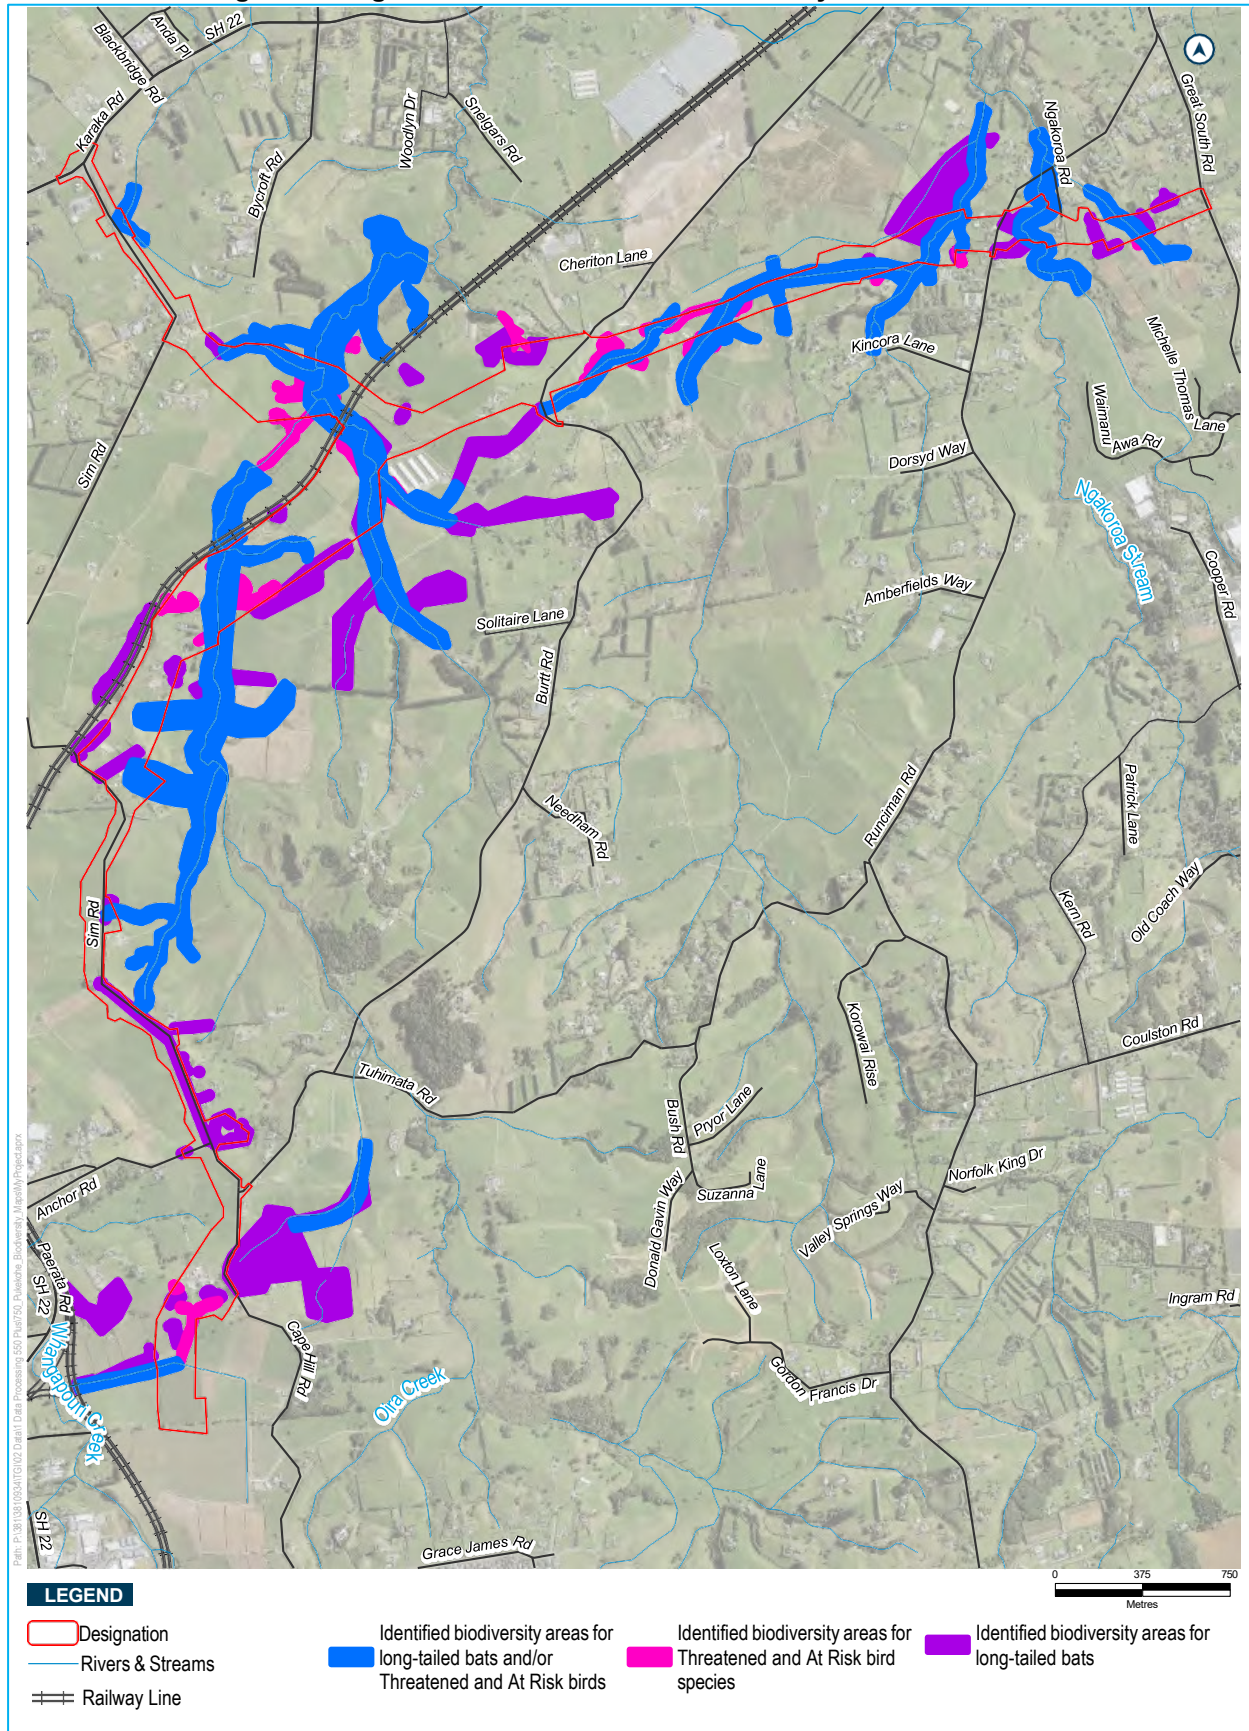 SH 22
Anda Pl
Blackbridge Rd
Karaka Rd
Woodlyn Dr
Snelgars Rd
Bycroft Rd
Great South Rd
Ngakoroa Rd
Cheriton Lane
Kincora Lane
Michelle Thomas Lane
Waimanu
Awa Rd
Sim Rd
Dorsyd Way
Ngakoroa Stream
Cooper Rd
Amberfields Way
Solitaire Lane
Burtt Rd
Runciman Rd
Patrick Lane
Needham Rd
Old Coach Way
Kern Rd
Sim Rd
Korowai Rise
Coulston Rd
Tuhimata Rd
Bush Rd
Pryor Lane
Norfolk King Dr
Suzanna Lane
Anchor Rd
Donald Gavin Way
Valley Springs Way
Paerata Rd
SH 22
Loxton Lane
Ingram Rd
Whangapouri Creek
Cape Hill Rd
Oira Creek
Gordon
Francis Dr
SH 22
Grace James Rd
0 375 750
Metres
LEGEND
Designation
Rivers & Streams
Railway Line
Identified biodiversity areas for
long-tailed bats and/or
Threatened and At Risk birds
Identified biodiversity areas for
Threatened and At Risk bird
species
Identified biodiversity areas for
long-tailed bats